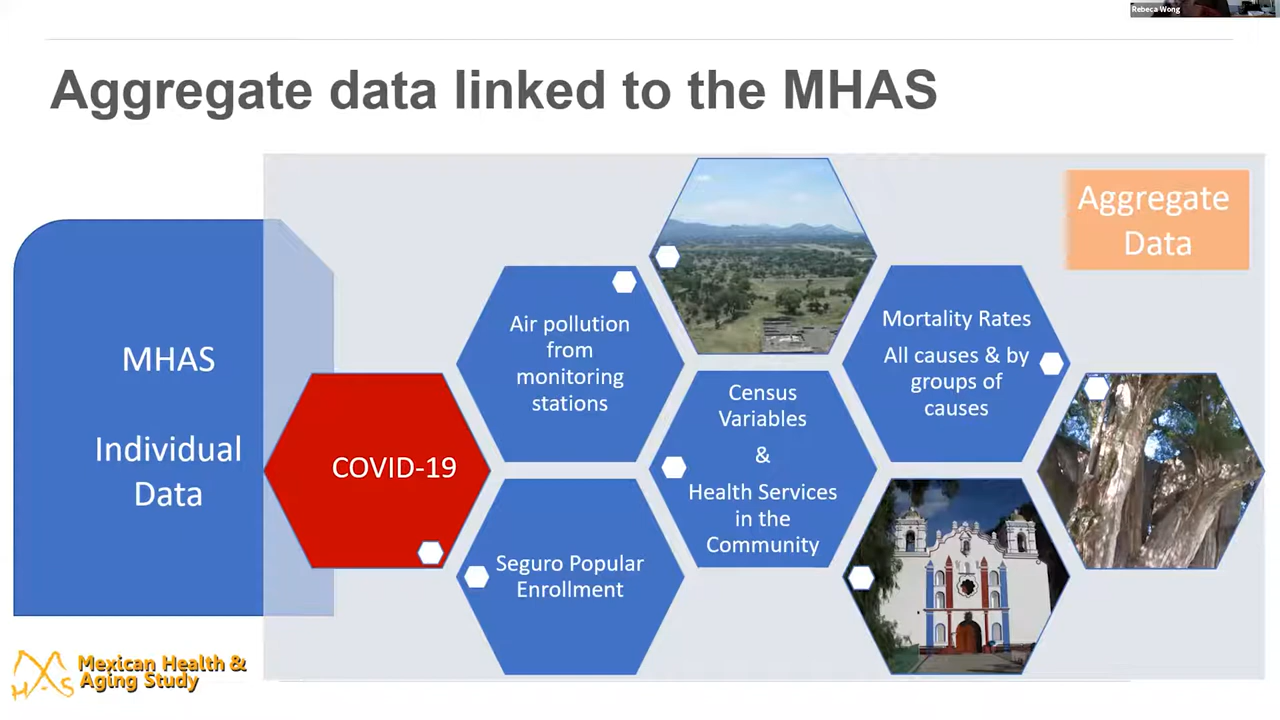 Rebeca Wong
Aggregate data linked to the MHAS
Aggregate
Data
MHAS
Individual
Data
COVID-19
Air pollution
from
monitoring
stations
Seguro Popular
Enrollment
Census
Variables
&
Health Services
in the
Community
Mortality Rates
All causes & by
groups of
causes
MHAS
Mexican Health &
Aging Study